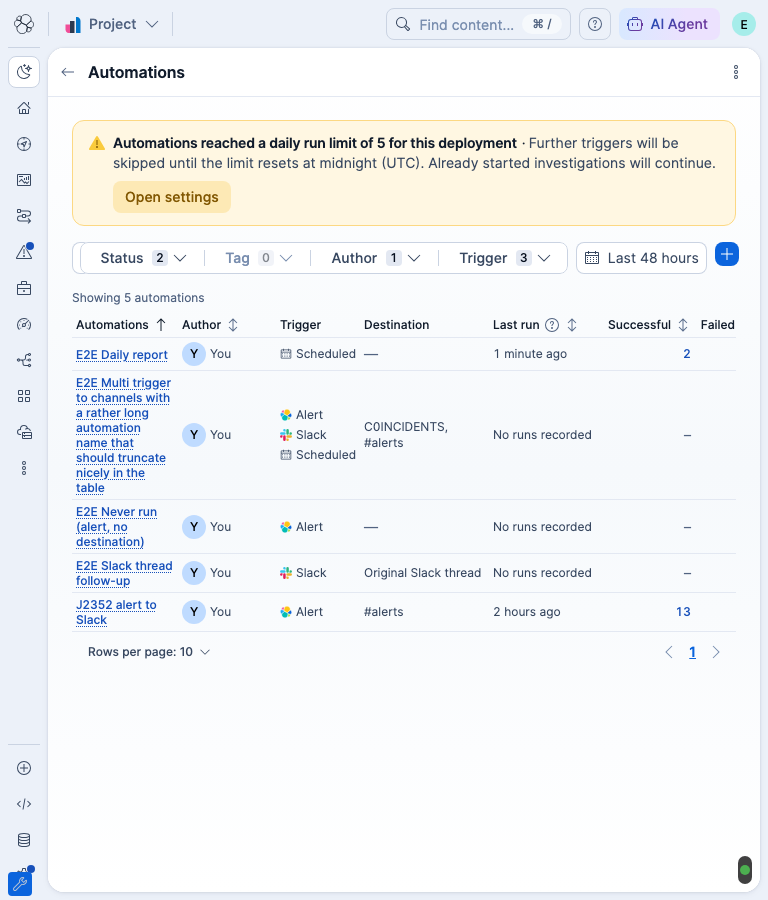 Project
Find content...
⌘ /
AI Agent
E
Automations
Automations reached a daily run limit of 5 for this deployment · Further triggers will be
skipped until the limit resets at midnight (UTC). Already started investigations will continue.
Open settings
Status 2
Tag 0
Author 1
Trigger 3
Last 48 hours
Showing 5 automations
Automations Author Trigger Destination Last run Successful Failed
E2E Daily report Y You Scheduled — 1 minute ago 2
E2E Multi trigger
to channels with
a rather long
automation
name that
should truncate
nicely in the
table
Y You
Alert
Slack
Scheduled
C0INCIDENTS,
#alerts
No runs recorded –
E2E Never run
(alert, no
destination)
Y You Alert — No runs recorded –
E2E Slack thread
follow-up
Y You Slack Original Slack thread No runs recorded –
J2352 alert to
Slack
Y You Alert #alerts 2 hours ago 13
Rows per page: 10
1